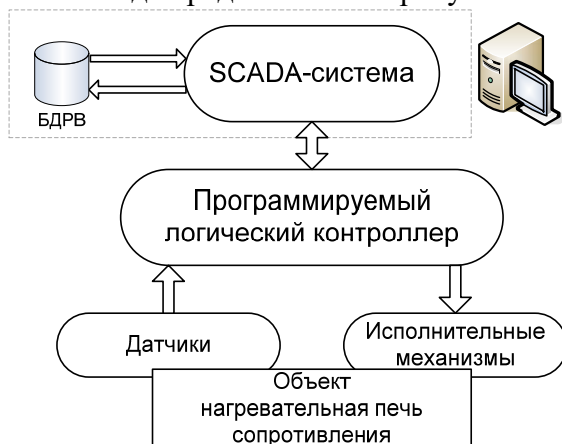 SCADA-система
БДРВ
Программируемый
логический контроллер
Датчики
Исполнительные
механизмы
Объект
нагревательная печь
сопротивления